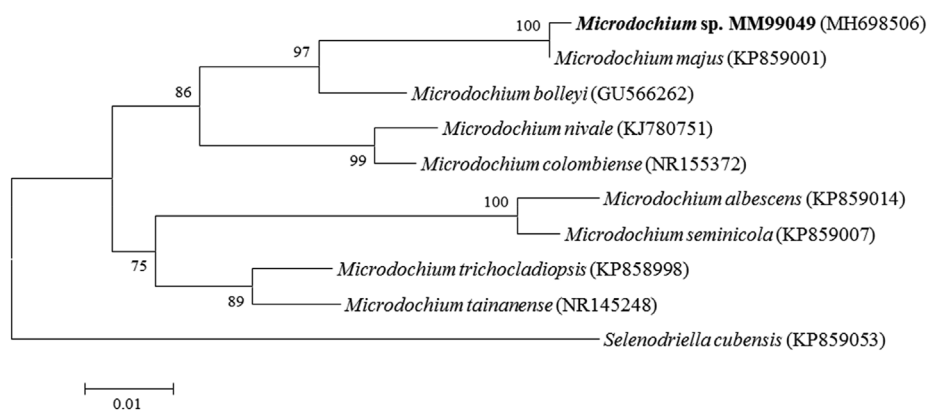 100
Microdochium sp. MM99049 (MH698506)
97
Microdochium majus (KP859001)
86
Microdochium bolleyi (GU566262)
Microdochium nivale (KJ780751)
99
Microdochium colombiense (NR155372)
100
Microdochium albescens (KP859014)
Microdochium seminicola (KP859007)
75
Microdochium trichocladiopsis (KP858998)
89
Microdochium tainanense (NR145248)
Selenodriella cubensis (KP859053)
0.01